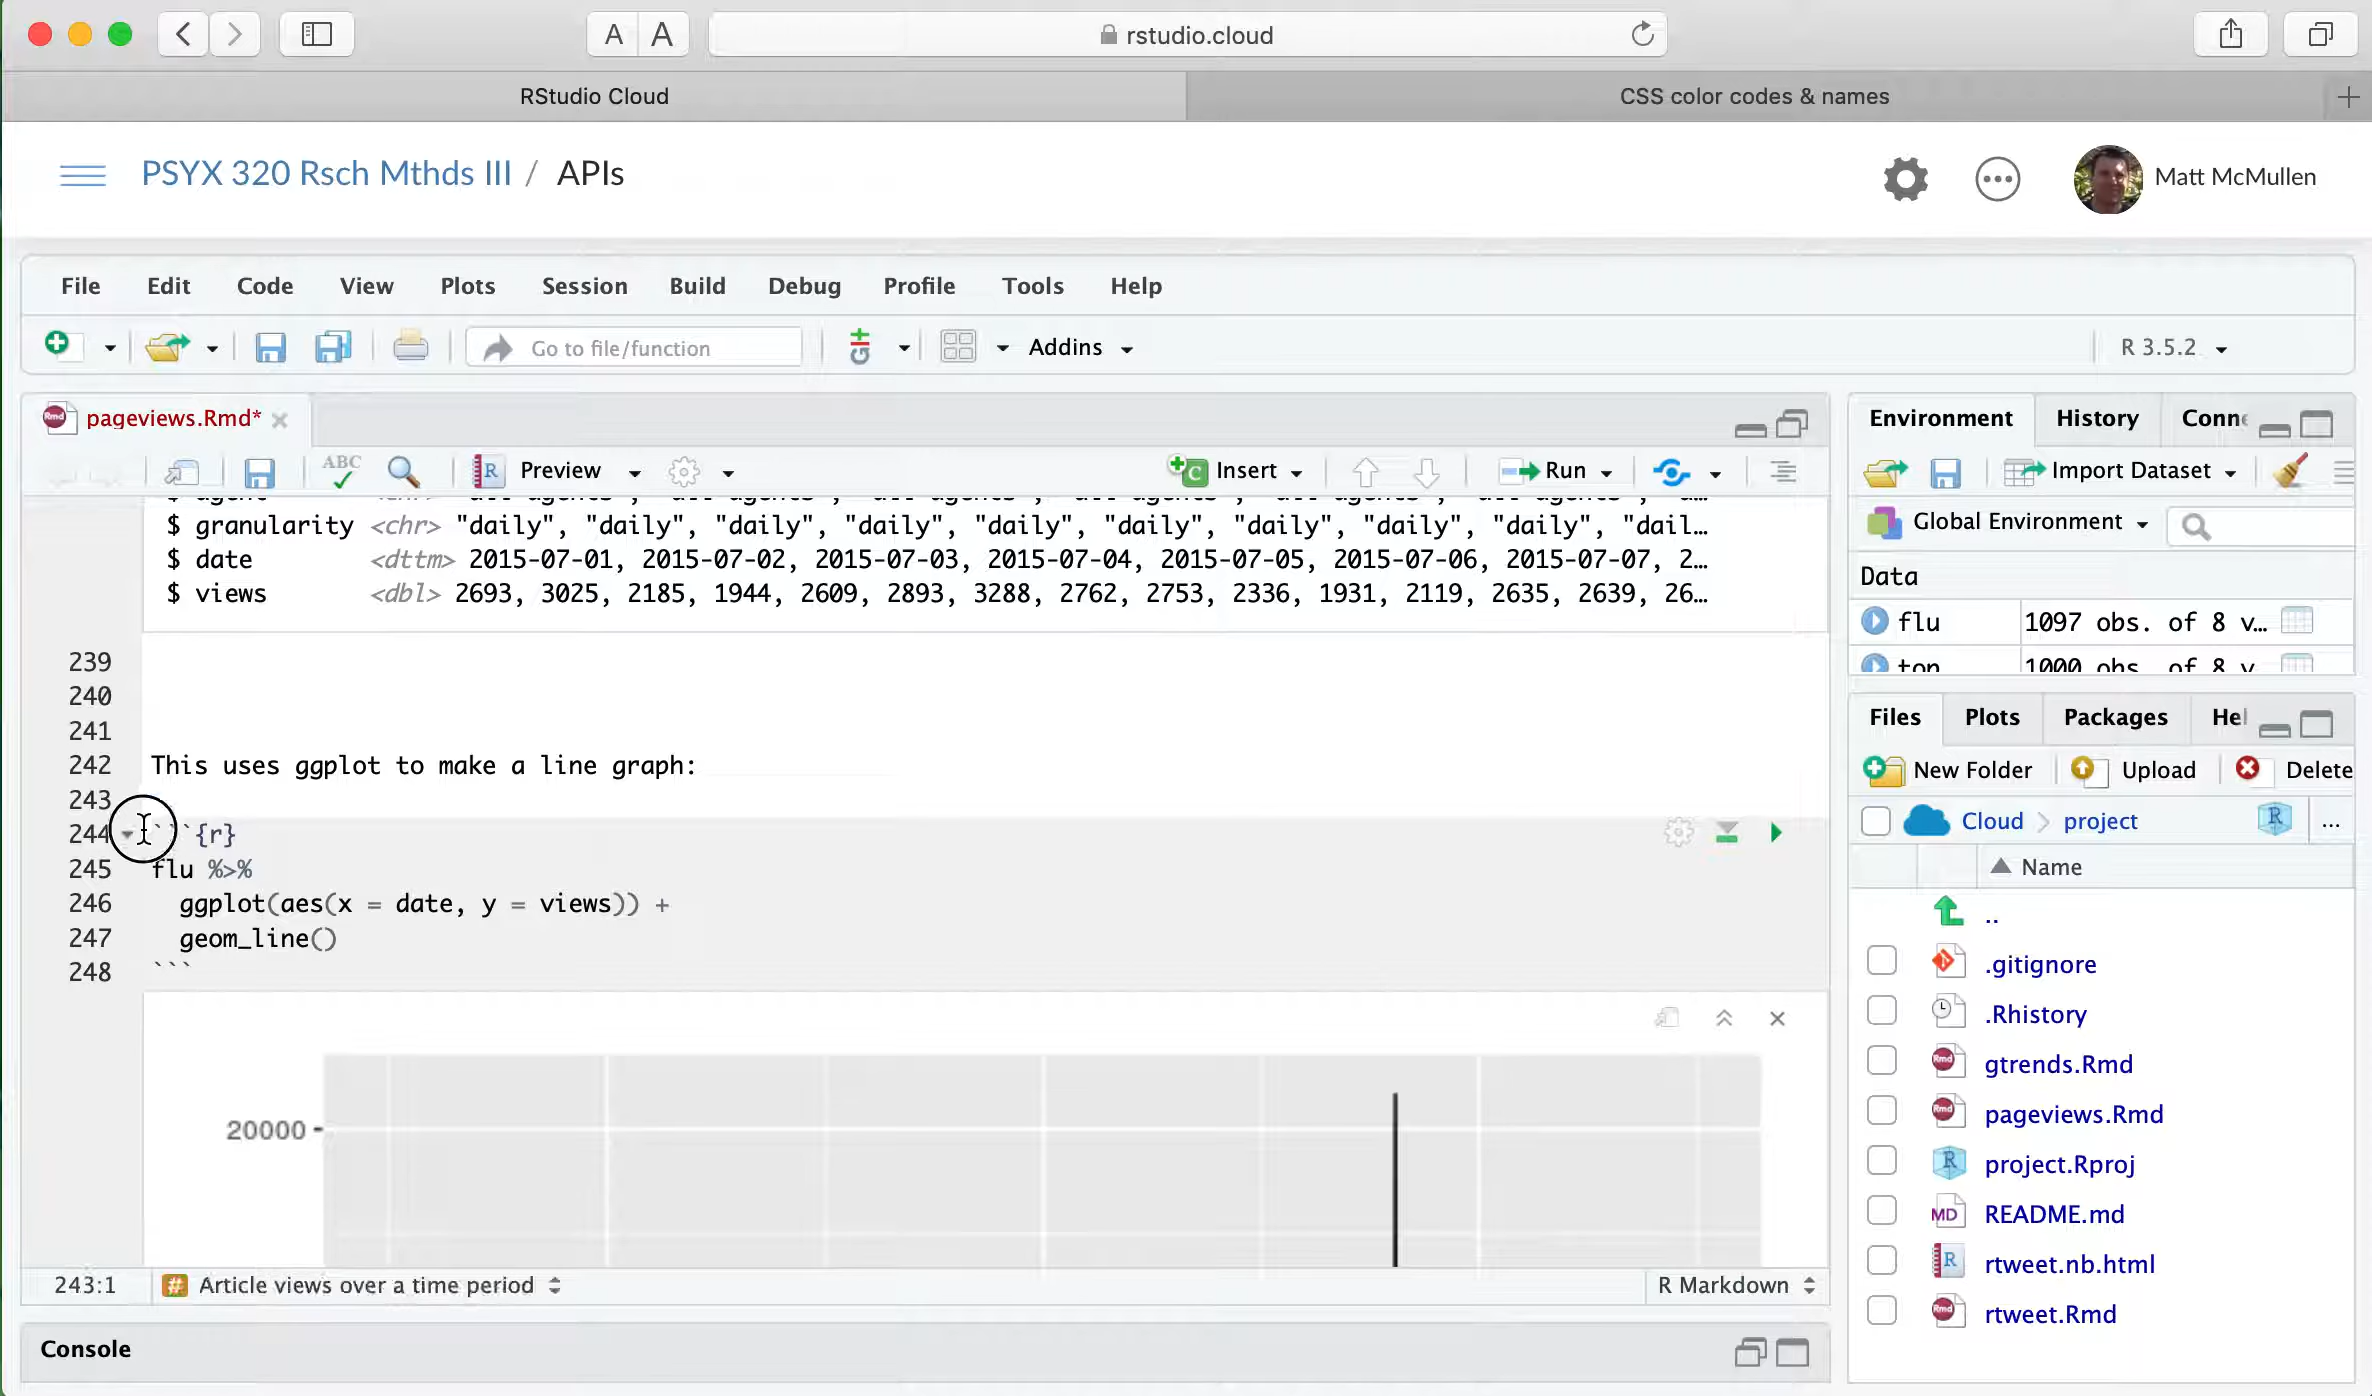 A A rstudio.cloud
RStudio Cloud CSS color codes & names
PSYX 320 Rsch Mthds III / APIs Matt McMullen
File Edit Code View Plots Session Build Debug Profile Tools Help
Go to file/function Addins R 3.5.2
pageviews.Rmd*
ABC Preview Insert Run
$ granularity <chr> "daily", "daily", "daily", "daily", "daily", "daily", "daily", "daily", "daily", "dail…
$ date <dttm> 2015-07-01, 2015-07-02, 2015-07-03, 2015-07-04, 2015-07-05, 2015-07-06, 2015-07-07, 2…
$ views <dbl> 2693, 3025, 2185, 1944, 2609, 2893, 3288, 2762, 2753, 2336, 1931, 2119, 2635, 2639, 26…
239
240
241
242 This uses ggplot to make a line graph:
243
244 ```{r}
245 flu %>%
246 ggplot(aes(x = date, y = views)) +
247 geom_line()
248 ```
20000
243:1 # Article views over a time period R Markdown
Console
Environment History Conne
Import Dataset
Global Environment
Data
flu 1097 obs. of 8 v…
1000 obs. of 8 v…
Files Plots Packages Hel
New Folder Upload Delete
Cloud project R ...
Name
..
.gitignore
.Rhistory
gtrends.Rmd
pageviews.Rmd
project.Rproj
README.md
rtweet.nb.html
rtweet.Rmd